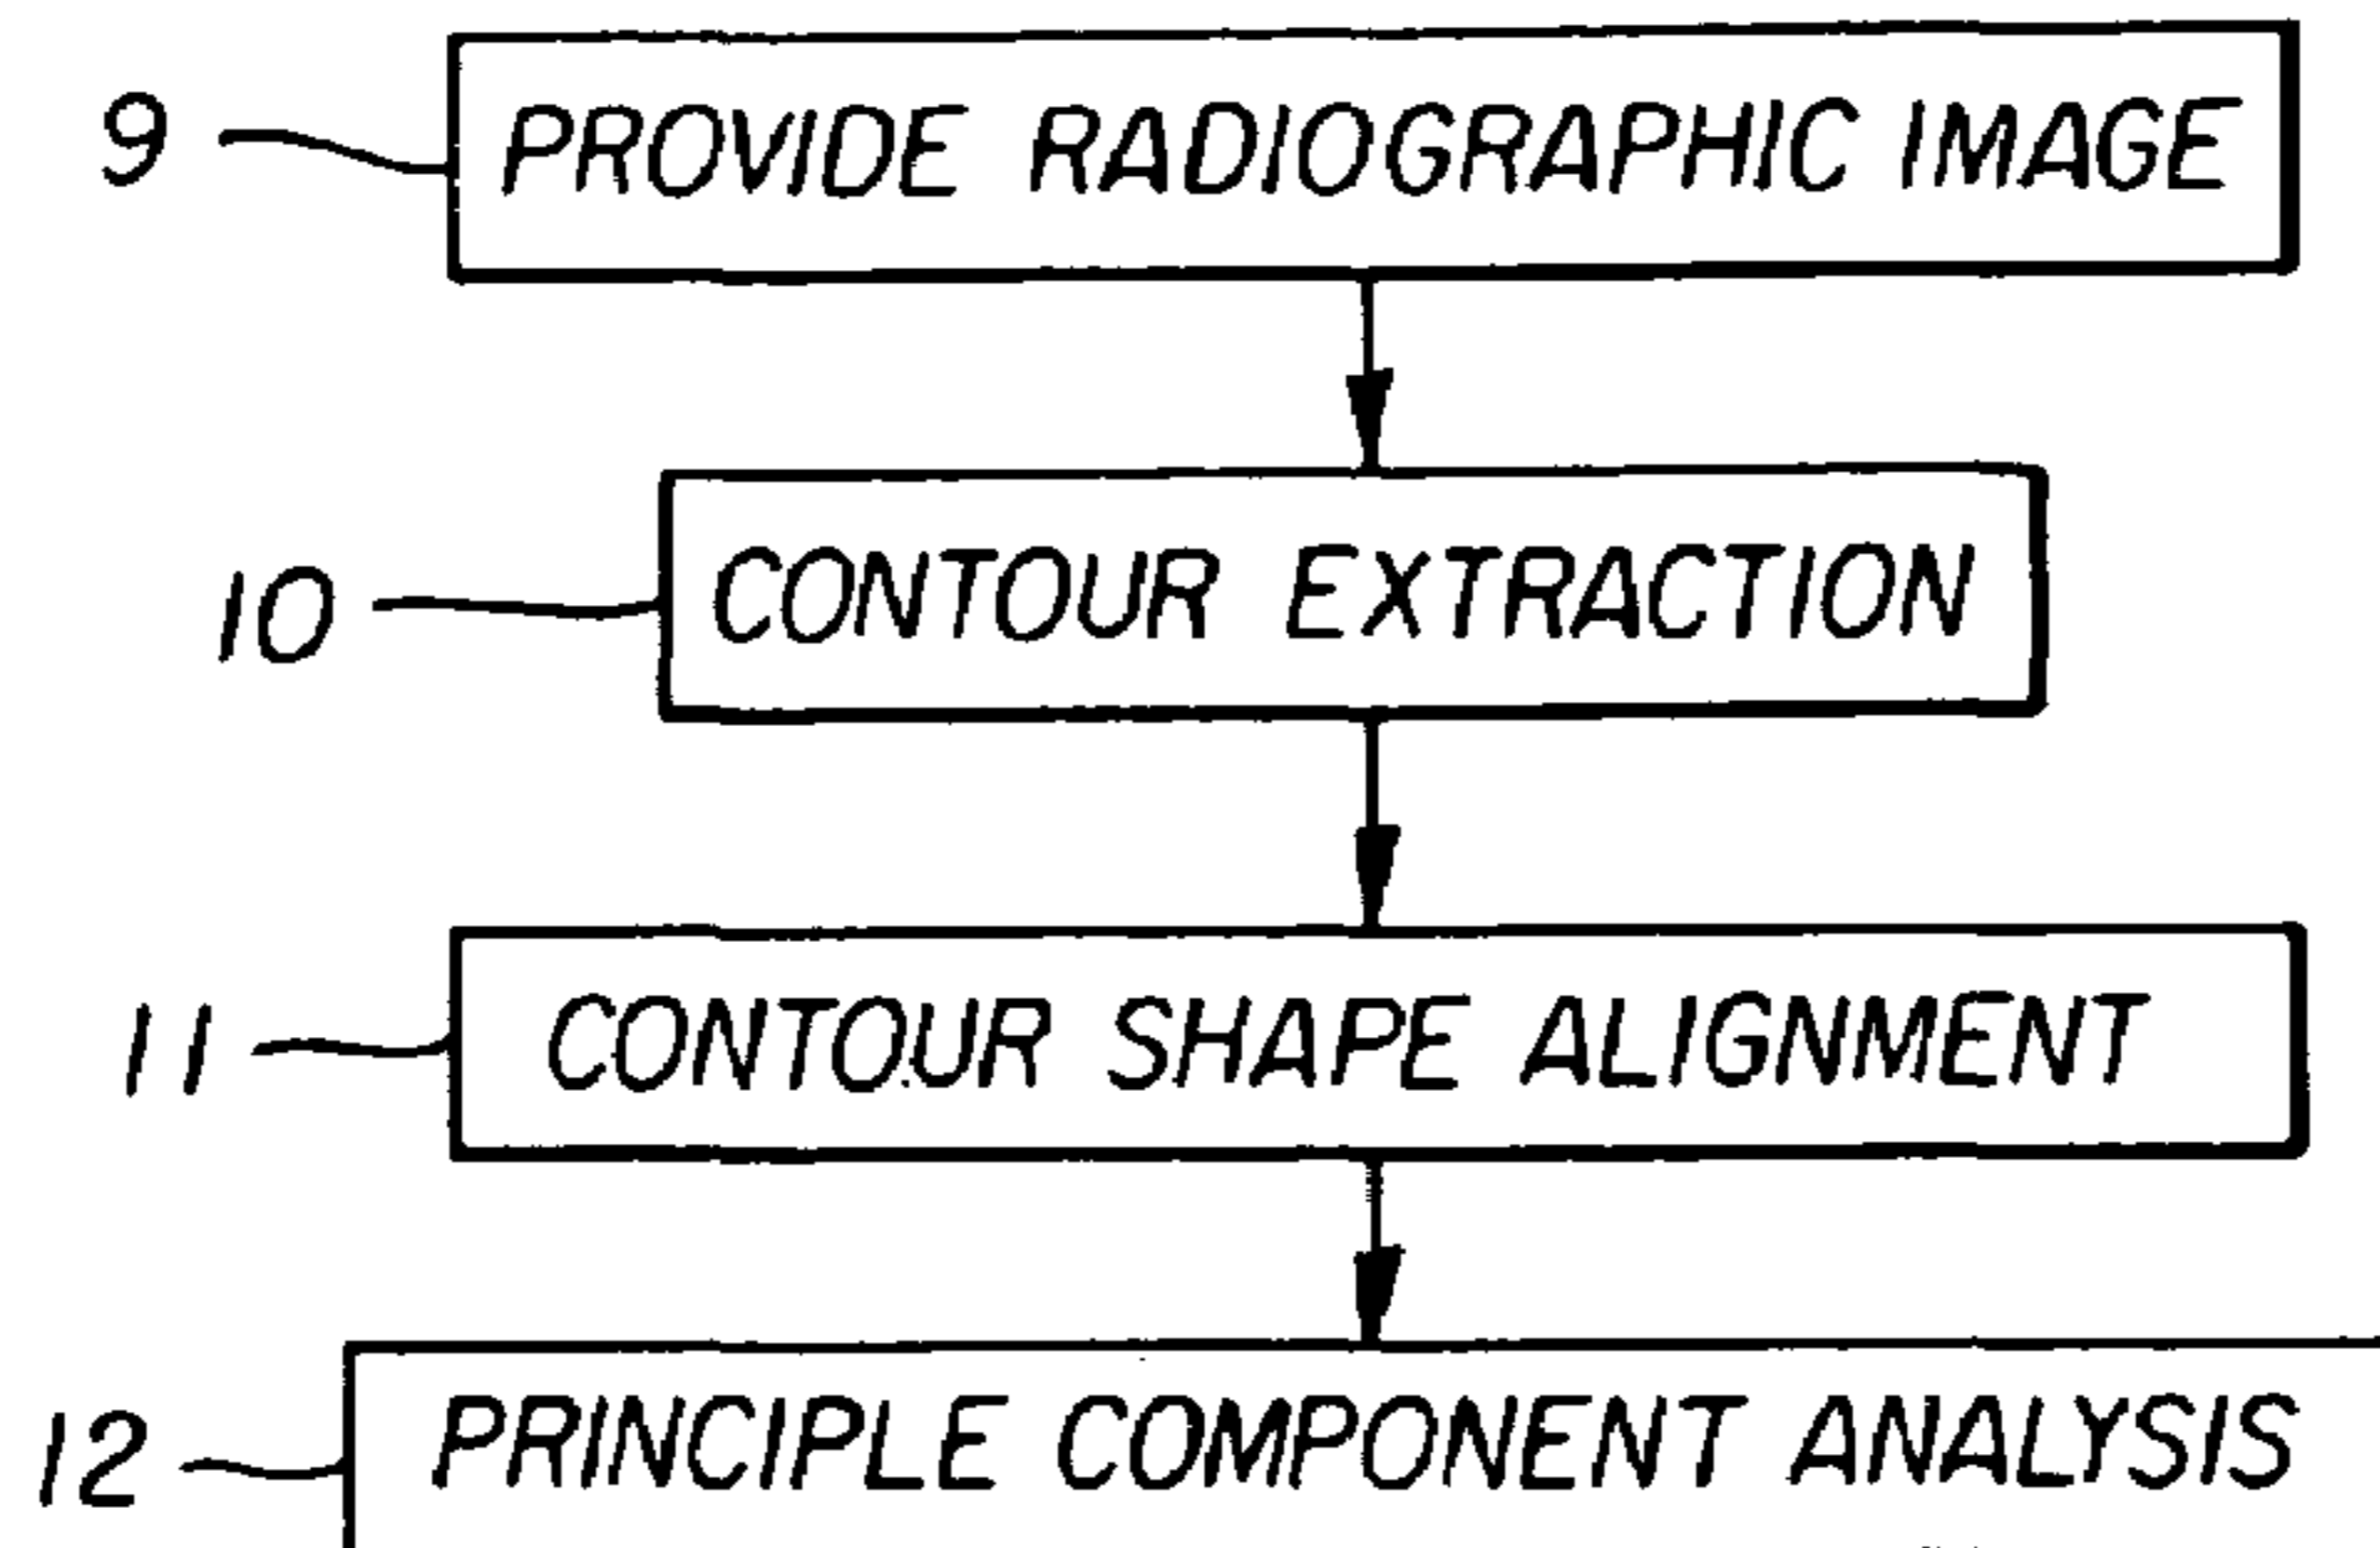 9 PROVIDE RADIOGRAPHIC IMAGE
10 CONTOUR EXTRACTION
11 CONTOUR SHAPE ALIGNMENT
12 PRINCIPLE COMPONENT ANALYSIS